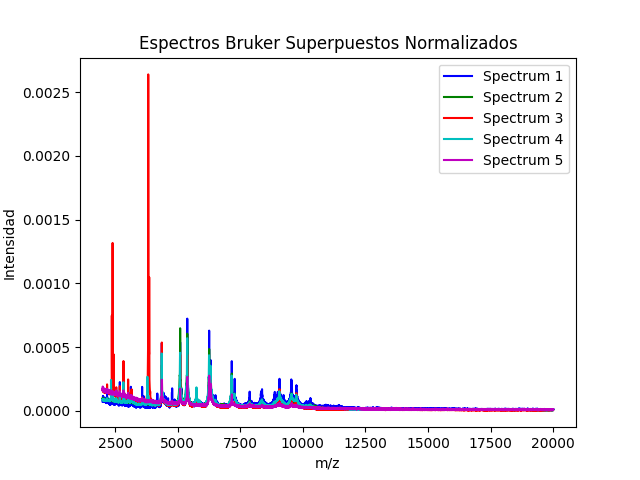 Espectros Bruker Superpuestos Normalizados
Spectrum 1
Spectrum 2
Spectrum 3
Spectrum 4
Spectrum 5
Intensidad
0.0025
0.0020
0.0015
0.0010
0.0005
0.0000
2500 5000 7500 10000 12500 15000 17500 20000
m/z